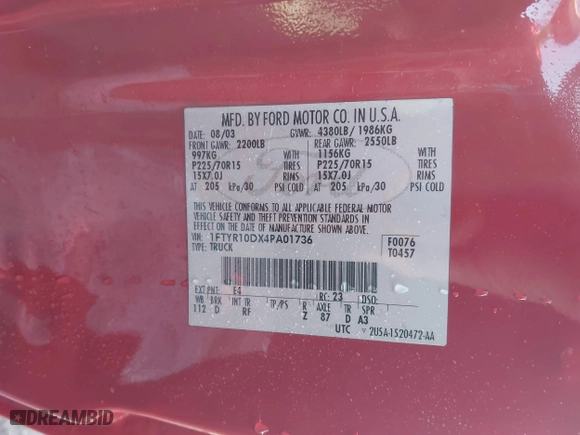 MFD. BY FORD MOTOR CO. IN U.S.A.
DATE: 08/03 GVWR: 4380LB/ 1986KG
FRONT GAWR: 2200LB REAR GAWR: 2550LB
997KG WITH 1156KG WITH
P225/70R15 TIRES P225/70R15 TIRES
15X7.0J RIMS 15X7.0J RIMS
AT 205 kPa/30 PSI COLD AT 205 kPa/30 PSI COLD
THIS VEHICLE CONFORMS TO ALL APPLICABLE FEDERAL MOTOR
VEHICLE SAFETY AND THEFT PREVENTION STANDARDS IN
EFFECT ON THE DATE OF MANUFACTURE SHOWN ABOVE.
VIN: 1FTYR10DX4PA01736 F0076
TYPE: TRUCK T0457
EXT PNT: E4 RC: 23 DSO:
WB BRK INT TR TP/PS R AXLE TR SPR
112 D RF Z 87 D A3
UTC 2U5A-1520472-AA
Ford
DREAMBID